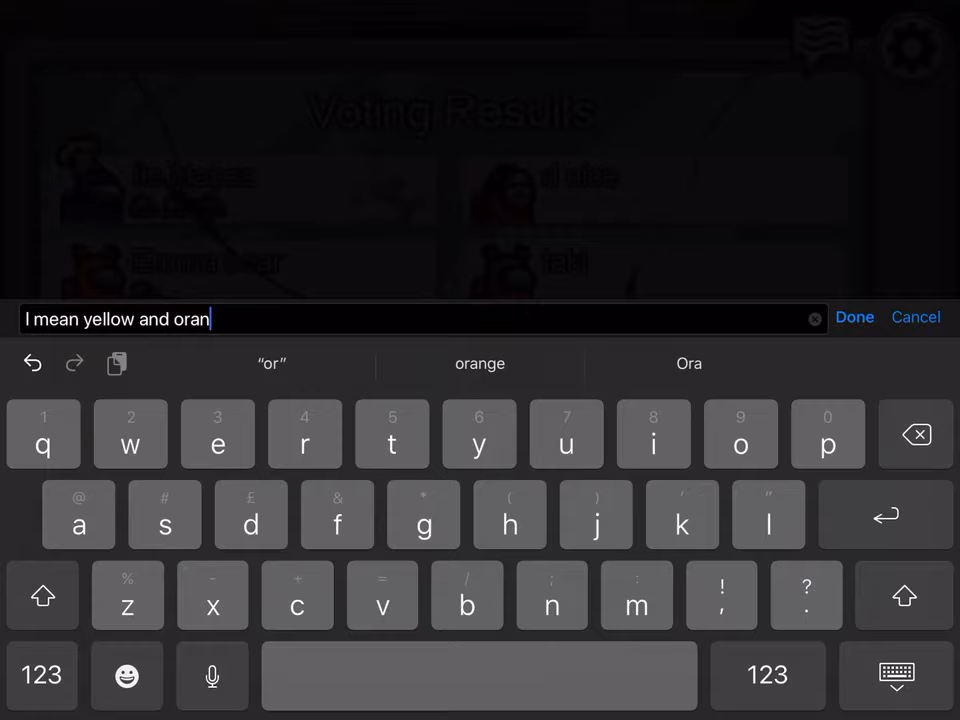 Voting Results
I mean yellow and oran
Done
Cancel
“or”
orange
Ora
1 2 3 4 5 6 7 8 9 0
q w e r t y u i o p
@ # £ & * ( ) ' "
a s d f g h j k l
% - + = / ; : ! ?
z x c v b n m , .
123
123